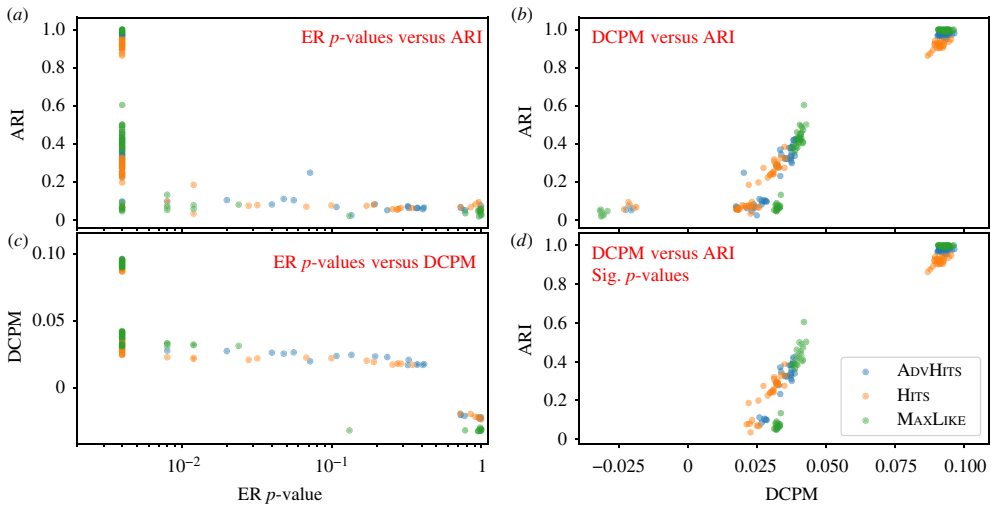 (a)
ER p-values versus ARI
1.0
0.8
0.6
0.4
0.2
0
ARI
(b)
DCPM versus ARI
1.0
0.8
0.6
0.4
0.2
0
ARI
(c)
ER p-values versus DCPM
0.10
0.05
0
DCPM
10⁻²
10⁻¹
1
ER p-value
(d)
DCPM versus ARI
Sig. p-values
1.0
0.8
0.6
0.4
0.2
0
ARI
ADVHITS
HITS
MAXLIKE
−0.025
0
0.025
0.050
0.075
0.100
DCPM